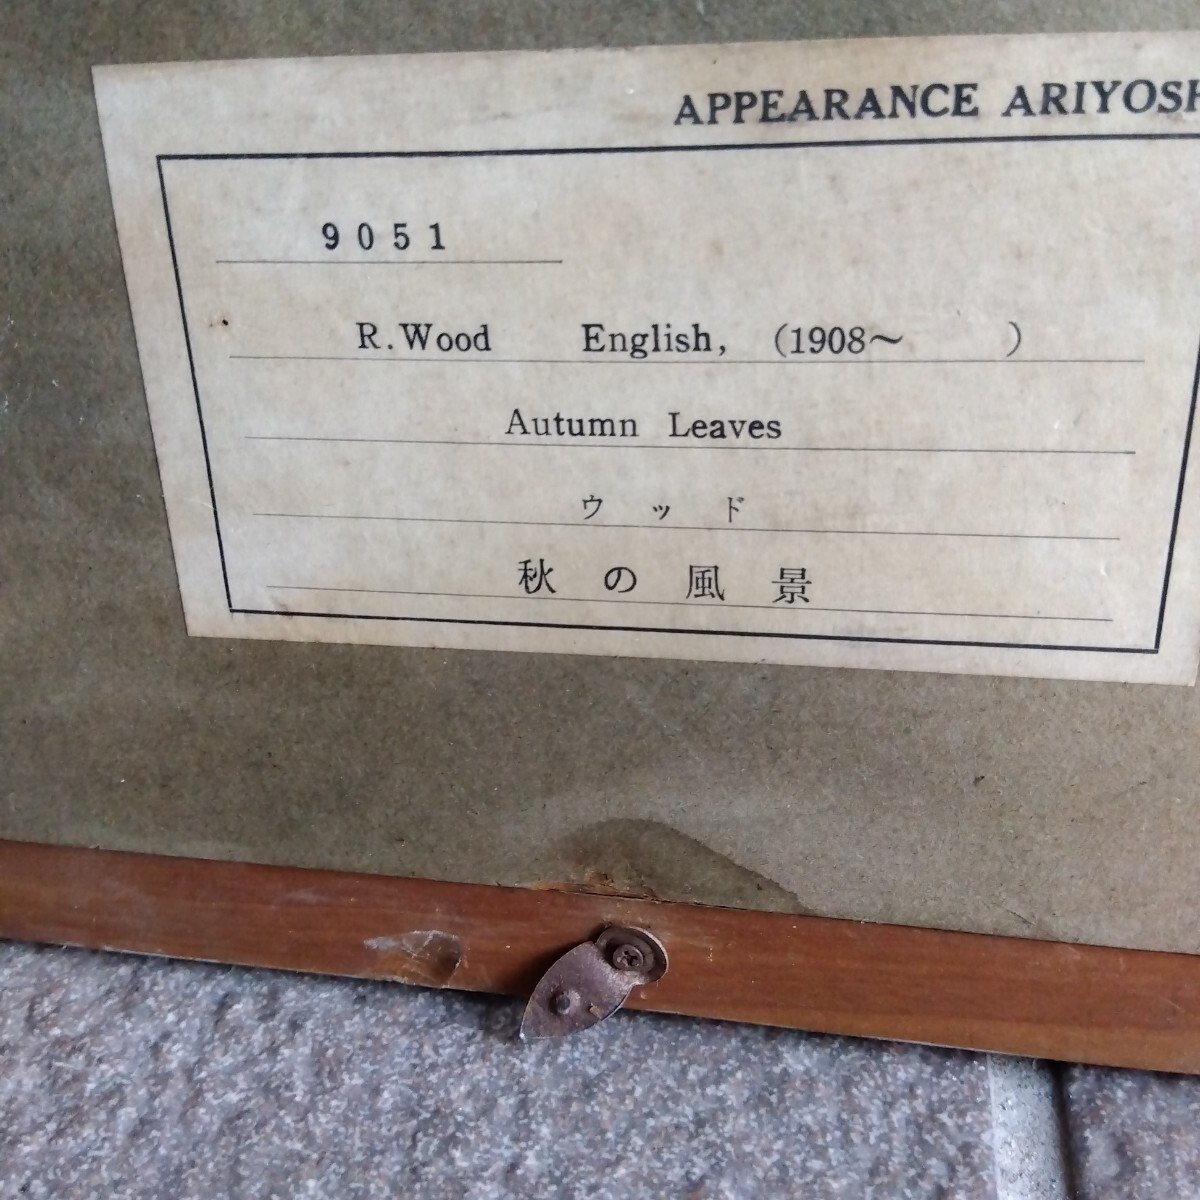 APPEARANCE ARIYOSH
9051
R.Wood English, (1908～ )
Autumn Leaves
ウッド
秋の風景